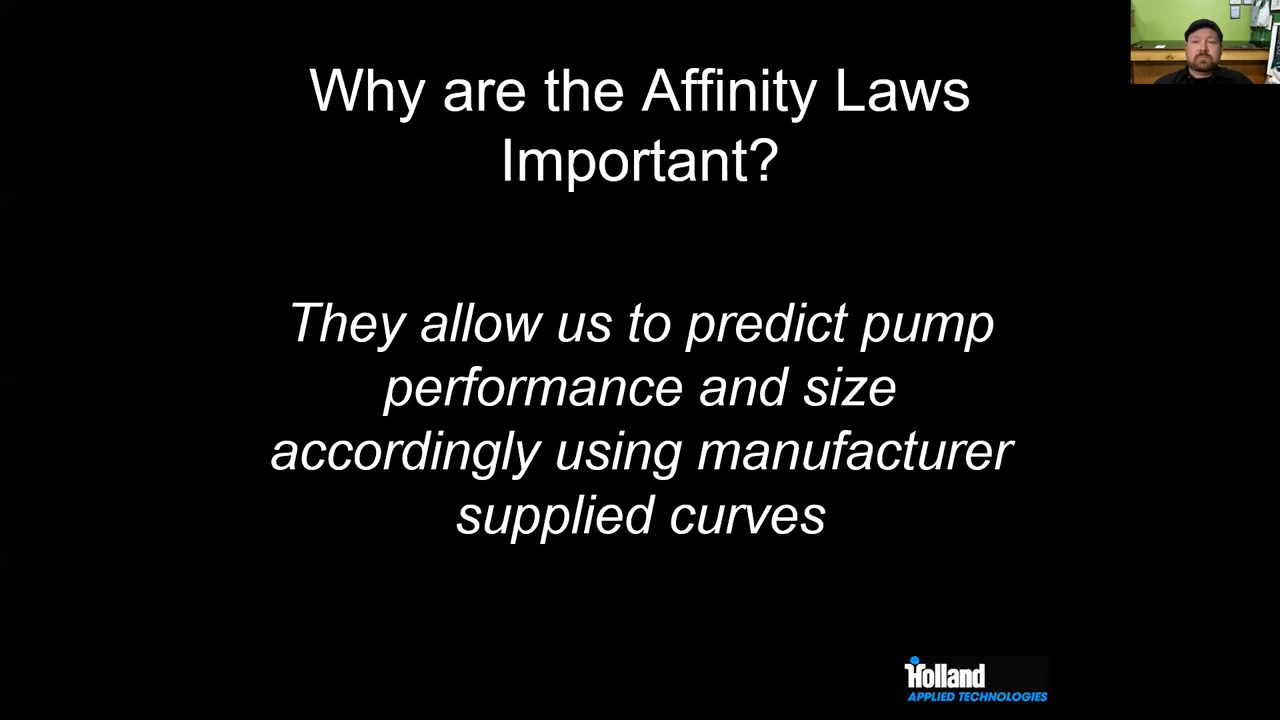 Why are the Affinity Laws
Important?
They allow us to predict pump
performance and size
accordingly using manufacturer
supplied curves
Holland
APPLIED TECHNOLOGIES